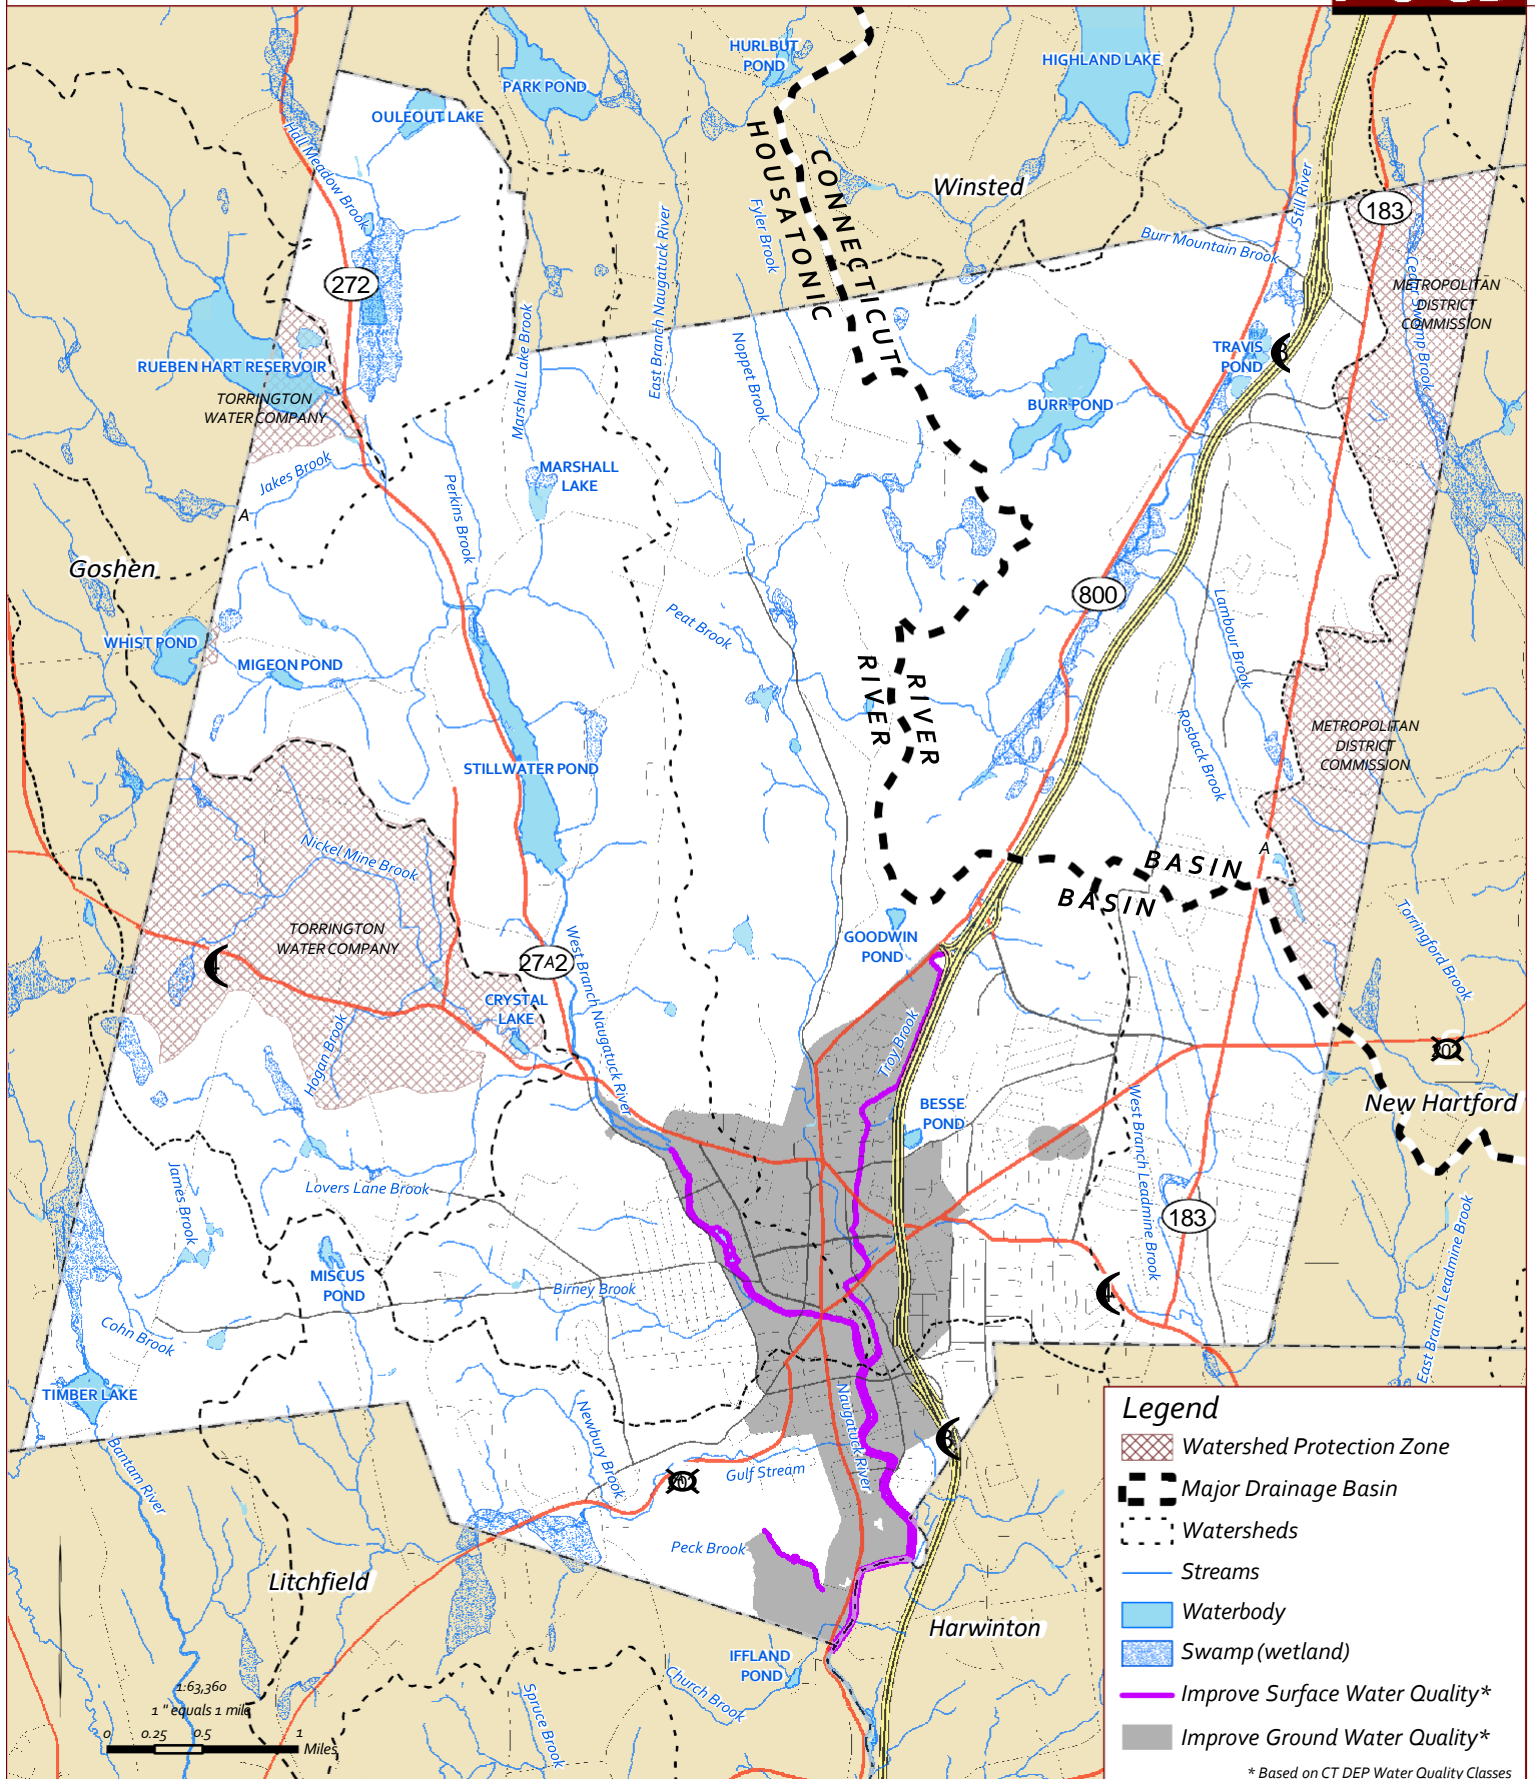 HURLBUT
POND
HIGHLAND LAKE
PARK POND
OULEOUT LAKE
Hall Meadow Brook
HOUSATONIC
CONNECTICUT
Winsted
Still River
183
Fyler Brook
East Branch Naugatuck River
Burr Mountain Brook
Cedar Swamp Brook
METROPOLITAN
DISTRICT
COMMISSION
272
TRAVIS
POND
RUEBEN HART RESERVOIR
TORRINGTON
WATER COMPANY
Marshall Lake Brook
Noppet Brook
BURR POND
MARSHALL
LAKE
Jakes Brook
A
Perkins Brook
Goshen
800
Peat Brook
Lambour Brook
WHIST POND
MIGEON POND
RIVER
RIVER
Rosback Brook
METROPOLITAN
DISTRICT
COMMISSION
STILLWATER POND
Nickel Mine Brook
A
BASIN
BASIN
TORRINGTON
WATER COMPANY
4
27A2
West Branch Naugatuck River
GOODWIN
POND
Torringford Brook
CRYSTAL
LAKE
Hogan Brook
Troy Brook
202
BESSE
POND
New Hartford
West Branch Leadmine Brook
James Brook
Lovers Lane Brook
183
East Branch Leadmine Brook
MISCUS
POND
Birney Brook
4
Cohn Brook
TIMBER LAKE
Naugatuck River
Newbury Brook
Bantam River
8
202
Gulf Stream
Peck Brook
Litchfield
Harwinton
IFFLAND
POND
Church Brook
Spruce Brook
1:63,360
1 " equals 1 mile
0 0.25 0.5 1
Miles
Legend
Watershed Protection Zone
Major Drainage Basin
Watersheds
Streams
Waterbody
Swamp (wetland)
Improve Surface Water Quality*
Improve Ground Water Quality*
* Based on CT DEP Water Quality Classes